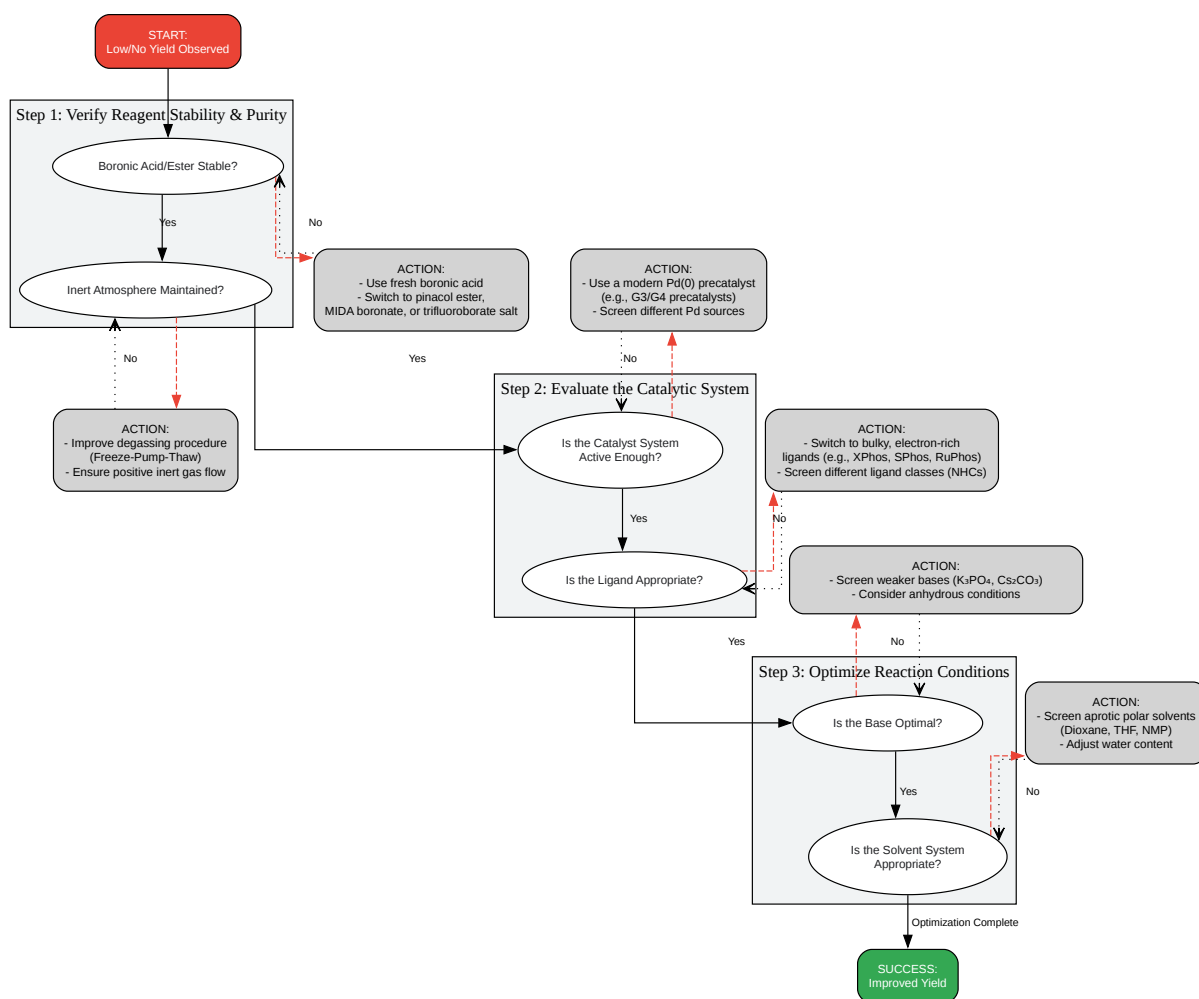 START:
Low/No Yield Observed
Step 1: Verify Reagent Stability & Purity
Boronic Acid/Ester Stable?
Yes
No
Inert Atmosphere Maintained?
ACTION:
- Use fresh boronic acid
- Switch to pinacol ester,
MIDA boronate, or trifluoroborate salt
ACTION:
- Use a modern Pd(0) precatalyst
(e.g., G3/G4 precatalysts)
- Screen different Pd sources
No
Yes
No
Step 2: Evaluate the Catalytic System
ACTION:
- Improve degassing procedure
(Freeze-Pump-Thaw)
- Ensure positive inert gas flow
Is the Catalyst System
Active Enough?
ACTION:
- Switch to bulky, electron-rich
ligands (e.g., XPhos, SPhos, RuPhos)
- Screen different ligand classes (NHCs)
Yes
No
Is the Ligand Appropriate?
ACTION:
- Screen weaker bases (K₃PO₄, Cs₂CO₃)
- Consider anhydrous conditions
Yes
No
Step 3: Optimize Reaction Conditions
Is the Base Optimal?
ACTION:
- Screen aprotic polar solvents
(Dioxane, THF, NMP)
- Adjust water content
Yes
No
Is the Solvent System
Appropriate?
Optimization Complete
SUCCESS:
Improved Yield